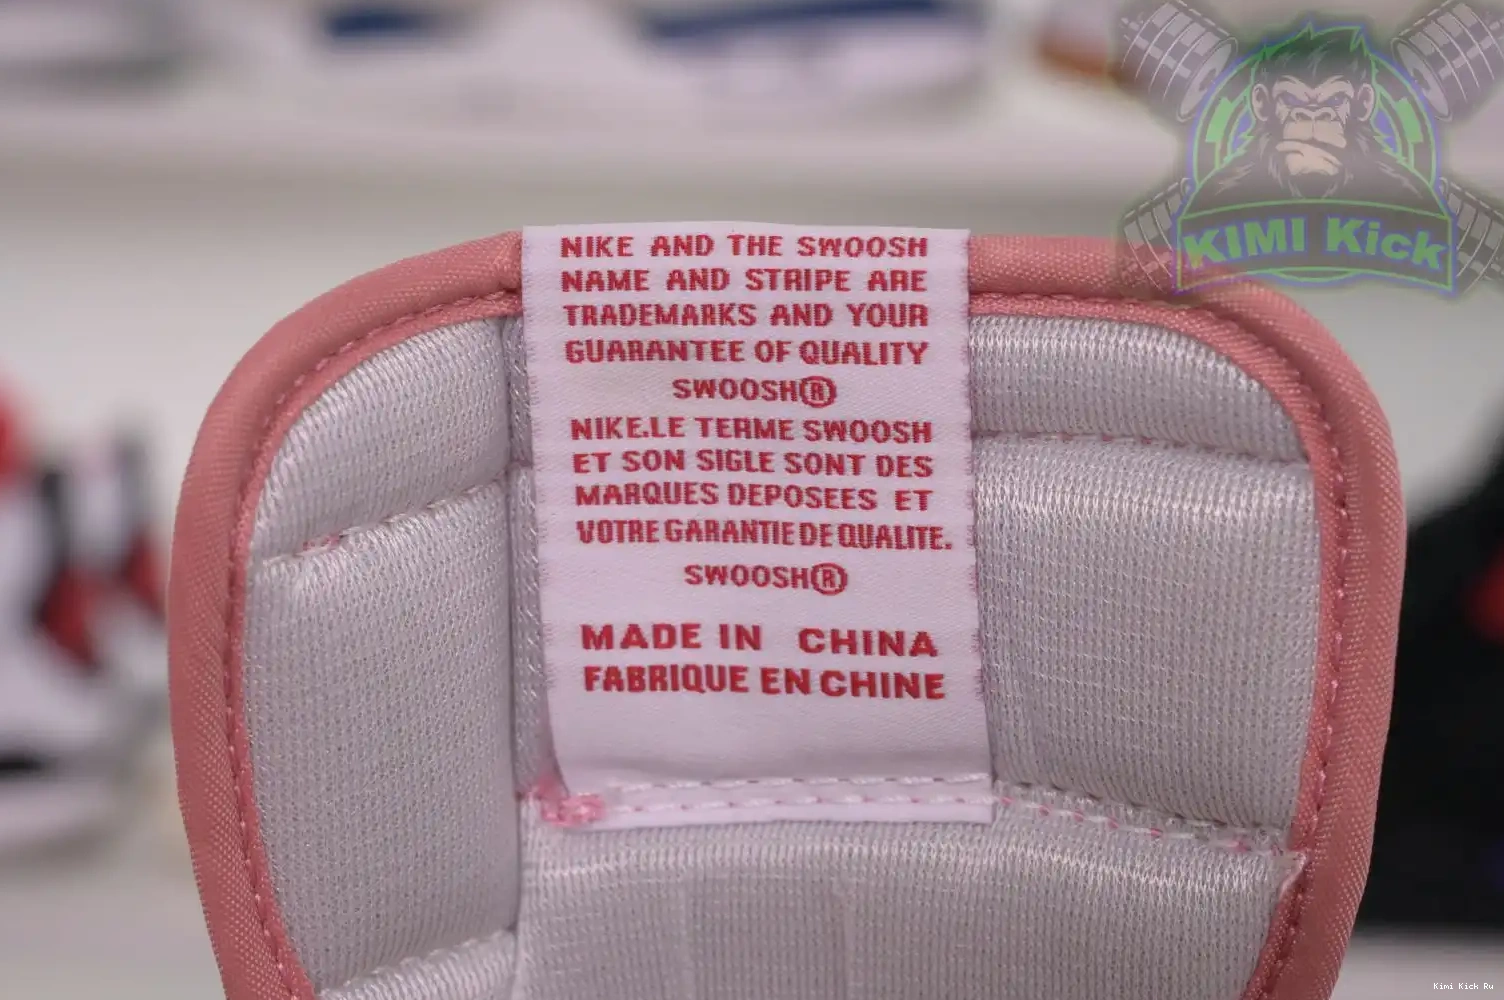 KIMI Kick
NIKE AND THE SWOOSH
NAME AND STRIPE ARE
TRADEMARKS AND YOUR
GUARANTEE OF QUALITY
SWOOSH®
NIKE.LE TERME SWOOSH
ET SON SIGLE SONT DES
MARQUES DEPOSEES ET
VOTRE GARANTIE DE QUALITE.
SWOOSH®
MADE IN CHINA
FABRIQUE EN CHINE
Kimi Kick Ru